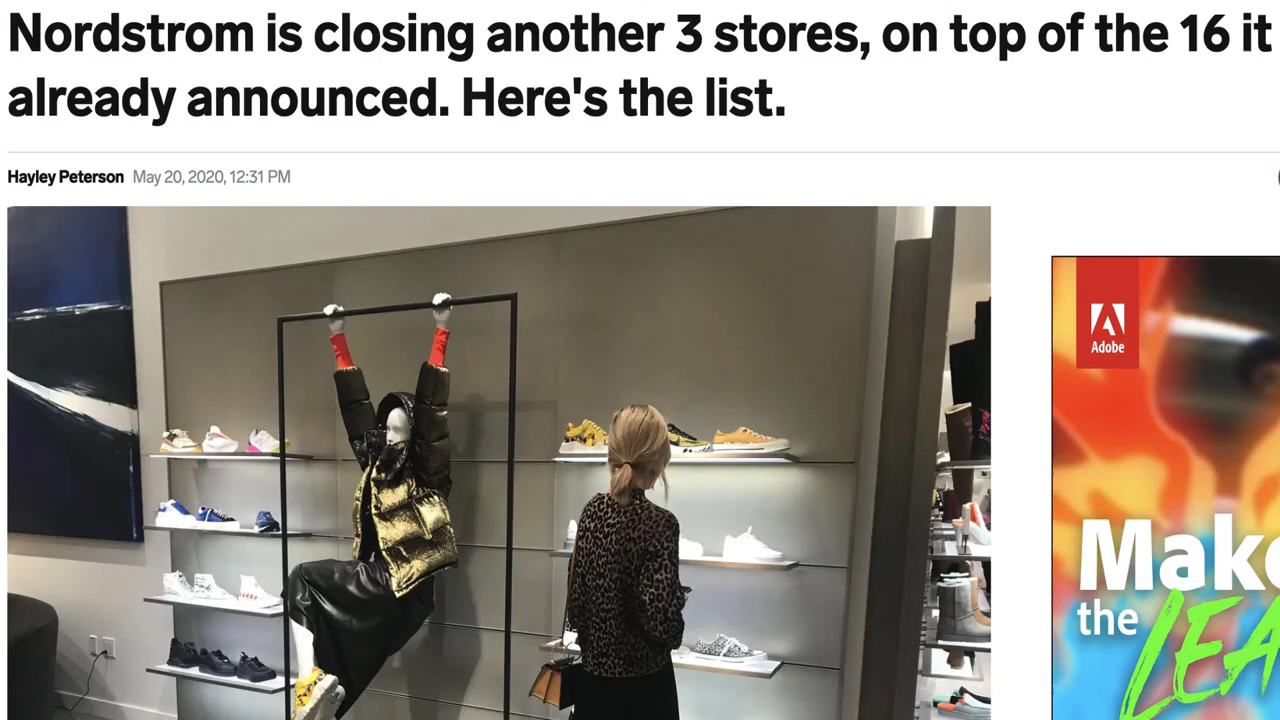 Nordstrom is closing another 3 stores, on top of the 16 it
already announced. Here's the list.
Hayley Peterson May 20, 2020, 12:31 PM
Adobe
Make
the